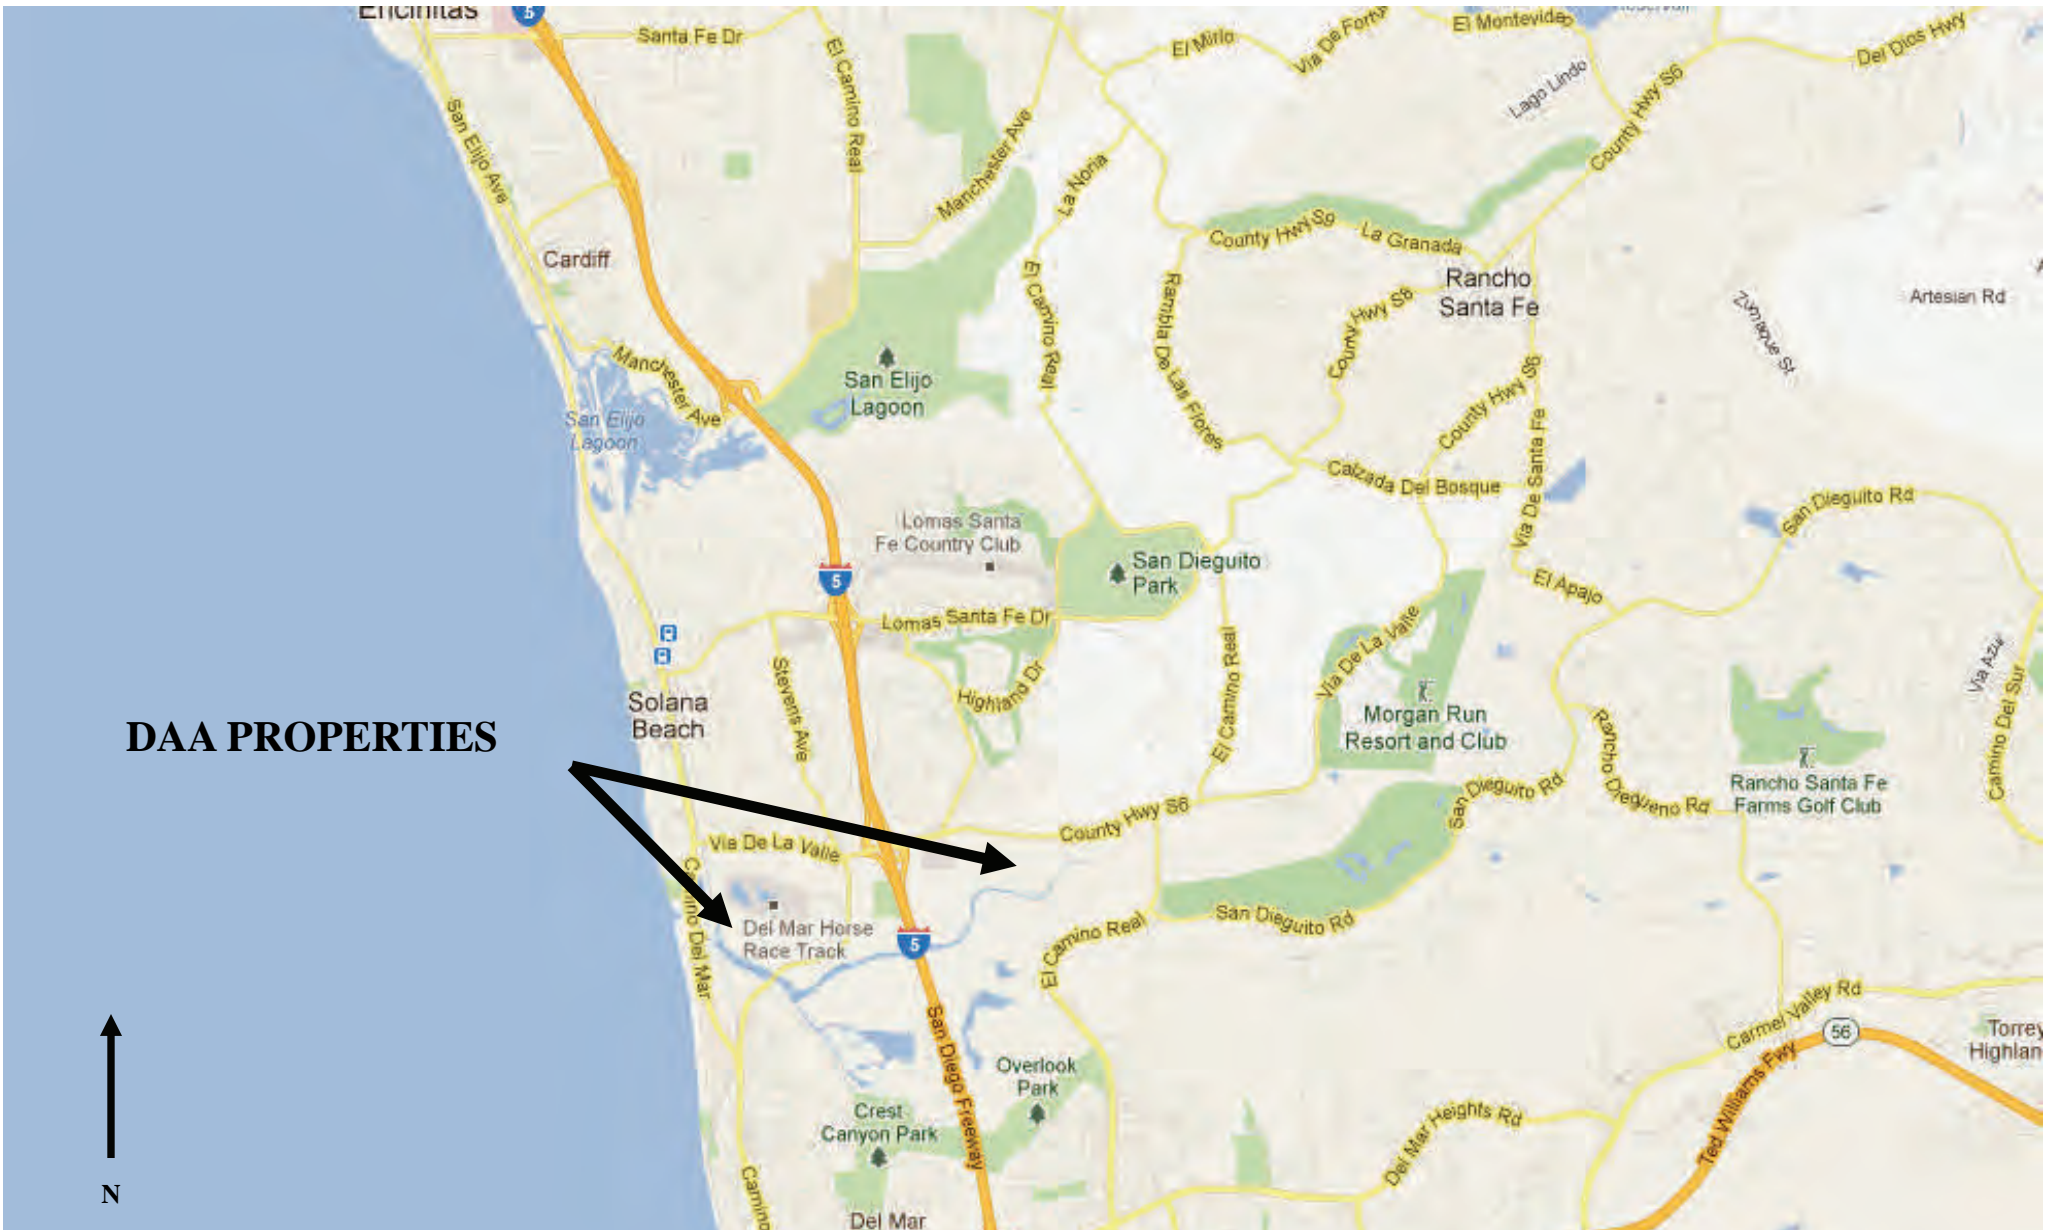 Encinitas
5
Santa Fe Dr
El Camino Real
El Mirlo
Via De Fortu
El Montevideo
Del Dios Hwy
Lago Lindo
County Hwy S6
San Elijo Ave
Manchester Ave
La Noria
Cardiff
County Hwy S9
La Granada
Rancho
Santa Fe
Zumaque St
Artesian Rd
El Camino Real
Rambla De Las Flores
County Hwy S8
Manchester Ave
San Elijo
Lagoon
San Elijo
Lagoon
County Hwy S6
Via De Santa Fe
Calzada Del Bosque
San Dieguito Rd
Lomas Santa
Fe Country Club
San Dieguito
Park
5
El Apajo
Lomas Santa Fe Dr
Via De La Valle
El Camino Real
Via Azul
Camino Del Sur
Stevens Ave
Highland Dr
Solana
Beach
Morgan Run
Resort and Club
Rancho Diegueno Rd
Rancho Santa Fe
Farms Golf Club
DAA PROPERTIES
San Dieguito Rd
County Hwy S6
Via De La Valle
Camino Del Mar
Del Mar Horse
Race Track
5
El Camino Real
San Dieguito Rd
Carmel Valley Rd
56
Ted Williams Fwy
Torrey
Highlan
San Diego Freeway
Overlook
Park
Crest
Canyon Park
Del Mar Heights Rd
N
Camino
Del Mar